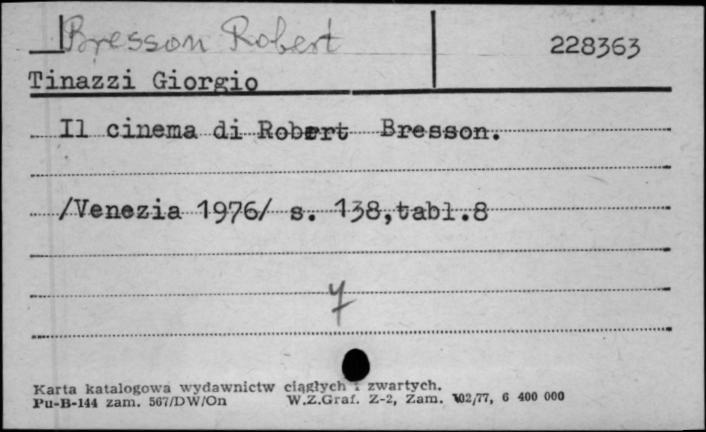 Bresson Robert
228363
Tinazzi Giorgio
Il cinema di Robert Bresson.
/Venezia 1976/ s. 138,tabl.8
7
Karta katalogowa wydawnictw ciągłych i zwartych.
Pu-B-144 zam. 567/DW/On W.Z.Graf. Z-2, Zam. 102/77, 6 400 000